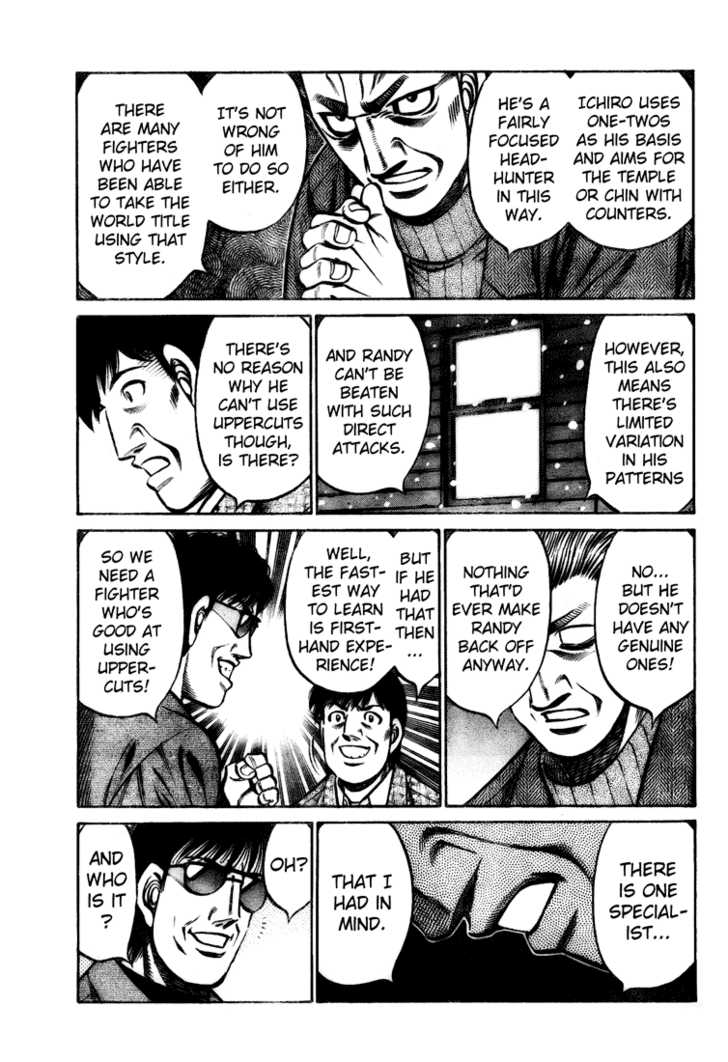 ICHIRO USES
ONE-TWOS
AS HIS BASIS
AND AIMS FOR
THE TEMPLE
OR CHIN WITH
COUNTERS.
HE'S A
FAIRLY
FOCUSED
HEAD-
HUNTER
IN THIS
WAY.
IT'S NOT
WRONG
OF HIM
TO DO SO
EITHER.
THERE
ARE MANY
FIGHTERS
WHO HAVE
BEEN ABLE
TO TAKE THE
WORLD TITLE
USING THAT
STYLE.
HOWEVER,
THIS ALSO
MEANS
THERE'S
LIMITED
VARIATION
IN HIS
PATTERNS
AND RANDY
CAN'T BE
BEATEN
WITH SUCH
DIRECT
ATTACKS.
THERE'S
NO REASON
WHY HE
CAN'T USE
UPPERCUTS
THOUGH,
IS THERE?
NO...
BUT HE
DOESN'T
HAVE ANY
GENUINE
ONES!
NOTHING
THAT'D
EVER MAKE
RANDY
BACK OFF
ANYWAY.
BUT
IF HE
HAD
THAT
THEN
...
WELL,
THE FAST-
EST WAY
TO LEARN
IS FIRST-
HAND EXPE-
RIENCE!
SO WE
NEED A
FIGHTER
WHO'S
GOOD AT
USING
UPPER-
CUTS!
THERE
IS ONE
SPECIAL-
IST...
THAT I
HAD IN
MIND.
OH?
AND
WHO
IS IT
?